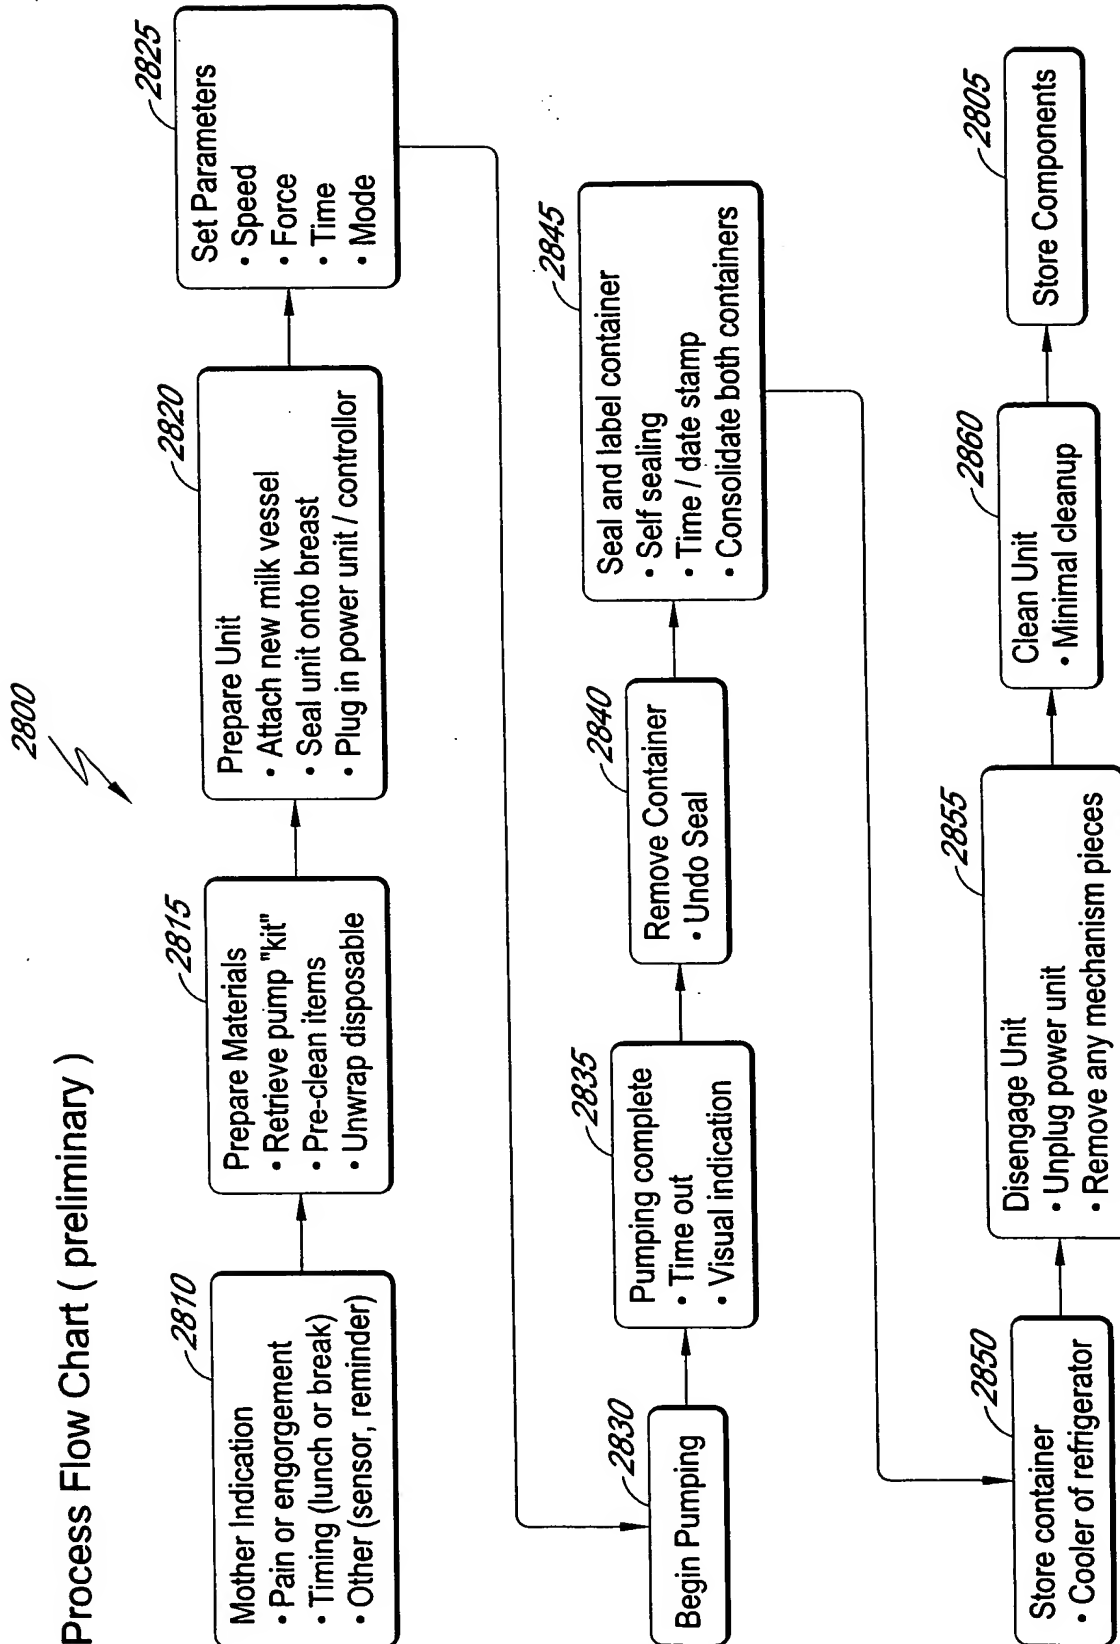 Process Flow Chart ( preliminary )
2800
2810
Mother Indication
• Pain or engorgement
• Timing (lunch or break)
• Other (sensor, reminder)
2815
Prepare Materials
• Retrieve pump "kit"
• Pre-clean items
• Unwrap disposable
2820
Prepare Unit
• Attach new milk vessel
• Seal unit onto breast
• Plug in power unit / controllor
2825
Set Parameters
• Speed
• Force
• Time
• Mode
2830
Begin Pumping
2835
Pumping complete
• Time out
• Visual indication
2840
Remove Container
• Undo Seal
2845
Seal and label container
• Self sealing
• Time / date stamp
• Consolidate both containers
2850
Store container
• Cooler of refrigerator
2855
Disengage Unit
• Unplug power unit
• Remove any mechanism pieces
2860
Clean Unit
• Minimal cleanup
2805
Store Components